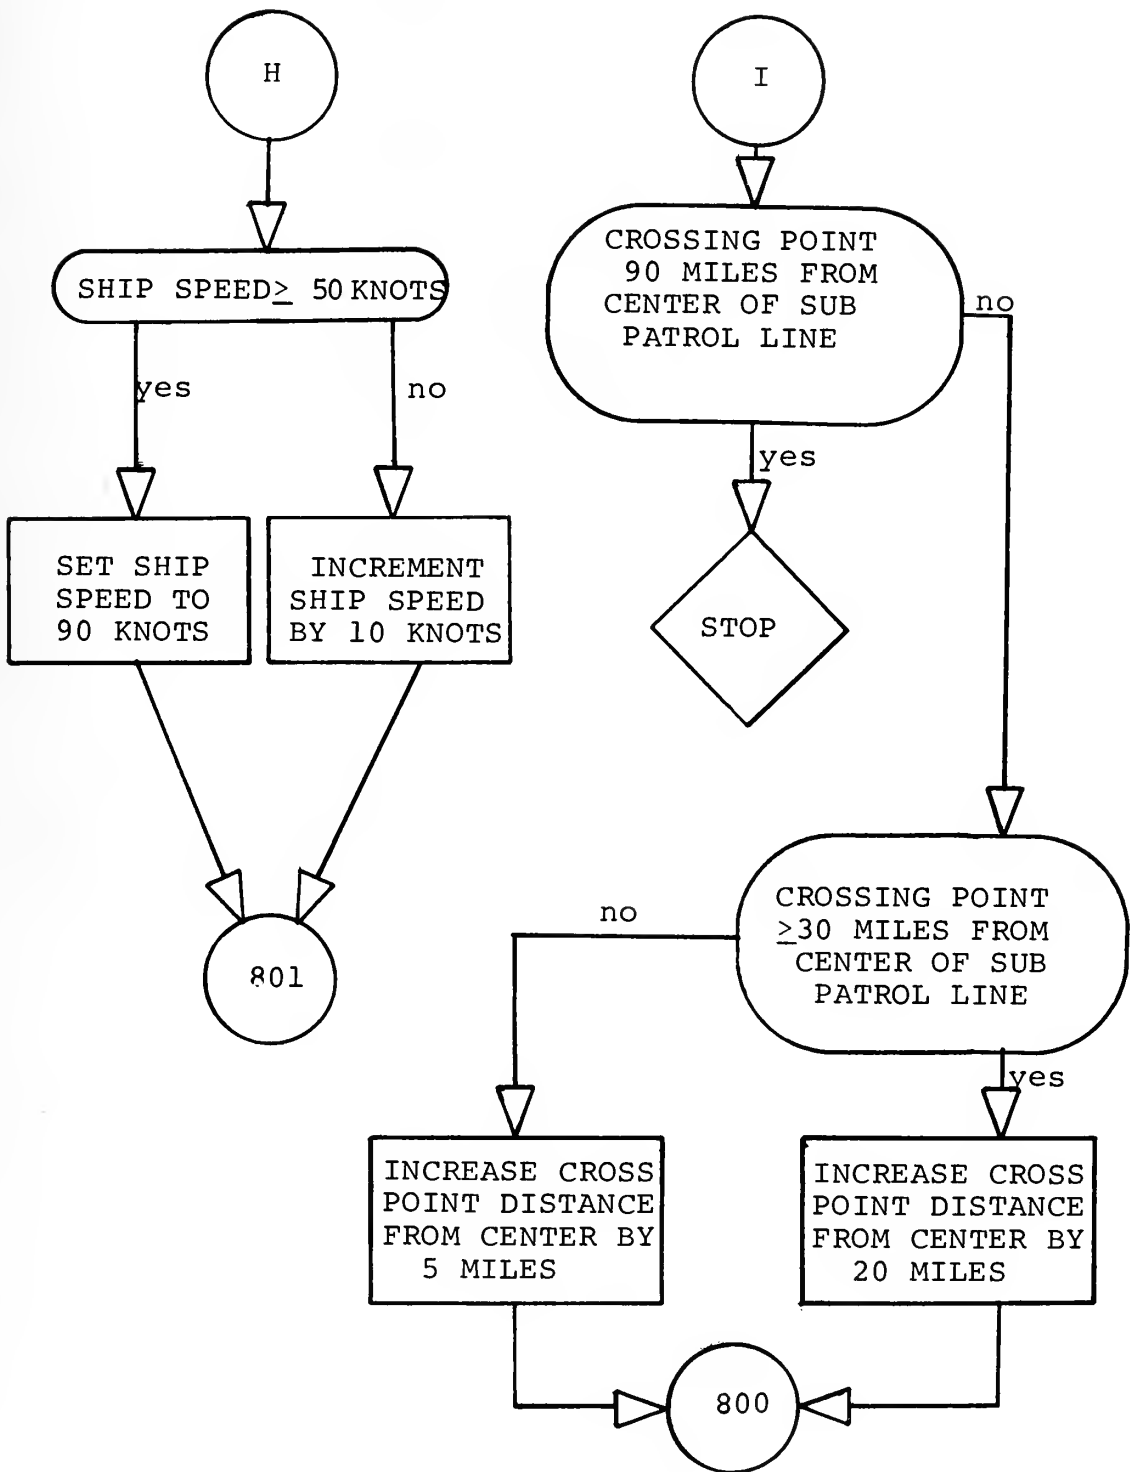 H
SHIP SPEED≥ 50 KNOTS
yes
no
SET SHIP
SPEED TO
90 KNOTS
INCREMENT
SHIP SPEED
BY 10 KNOTS
801
I
CROSSING POINT
90 MILES FROM
CENTER OF SUB
PATROL LINE
no
yes
STOP
CROSSING POINT
≥30 MILES FROM
CENTER OF SUB
PATROL LINE
no
yes
INCREASE CROSS
POINT DISTANCE
FROM CENTER BY
5 MILES
INCREASE CROSS
POINT DISTANCE
FROM CENTER BY
20 MILES
800